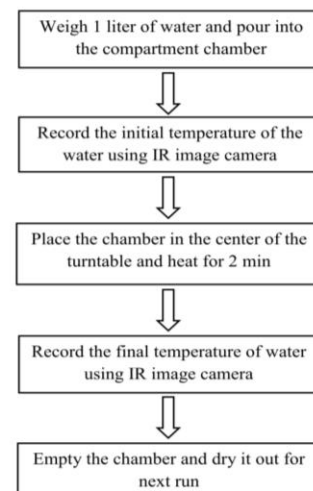 Weigh 1 liter of water and pour into
the compartment chamber
Record the initial temperature of the
water using IR image camera
Place the chamber in the center of the
turntable and heat for 2 min
Record the final temperature of water
using IR image camera
Empty the chamber and dry it out for
next run